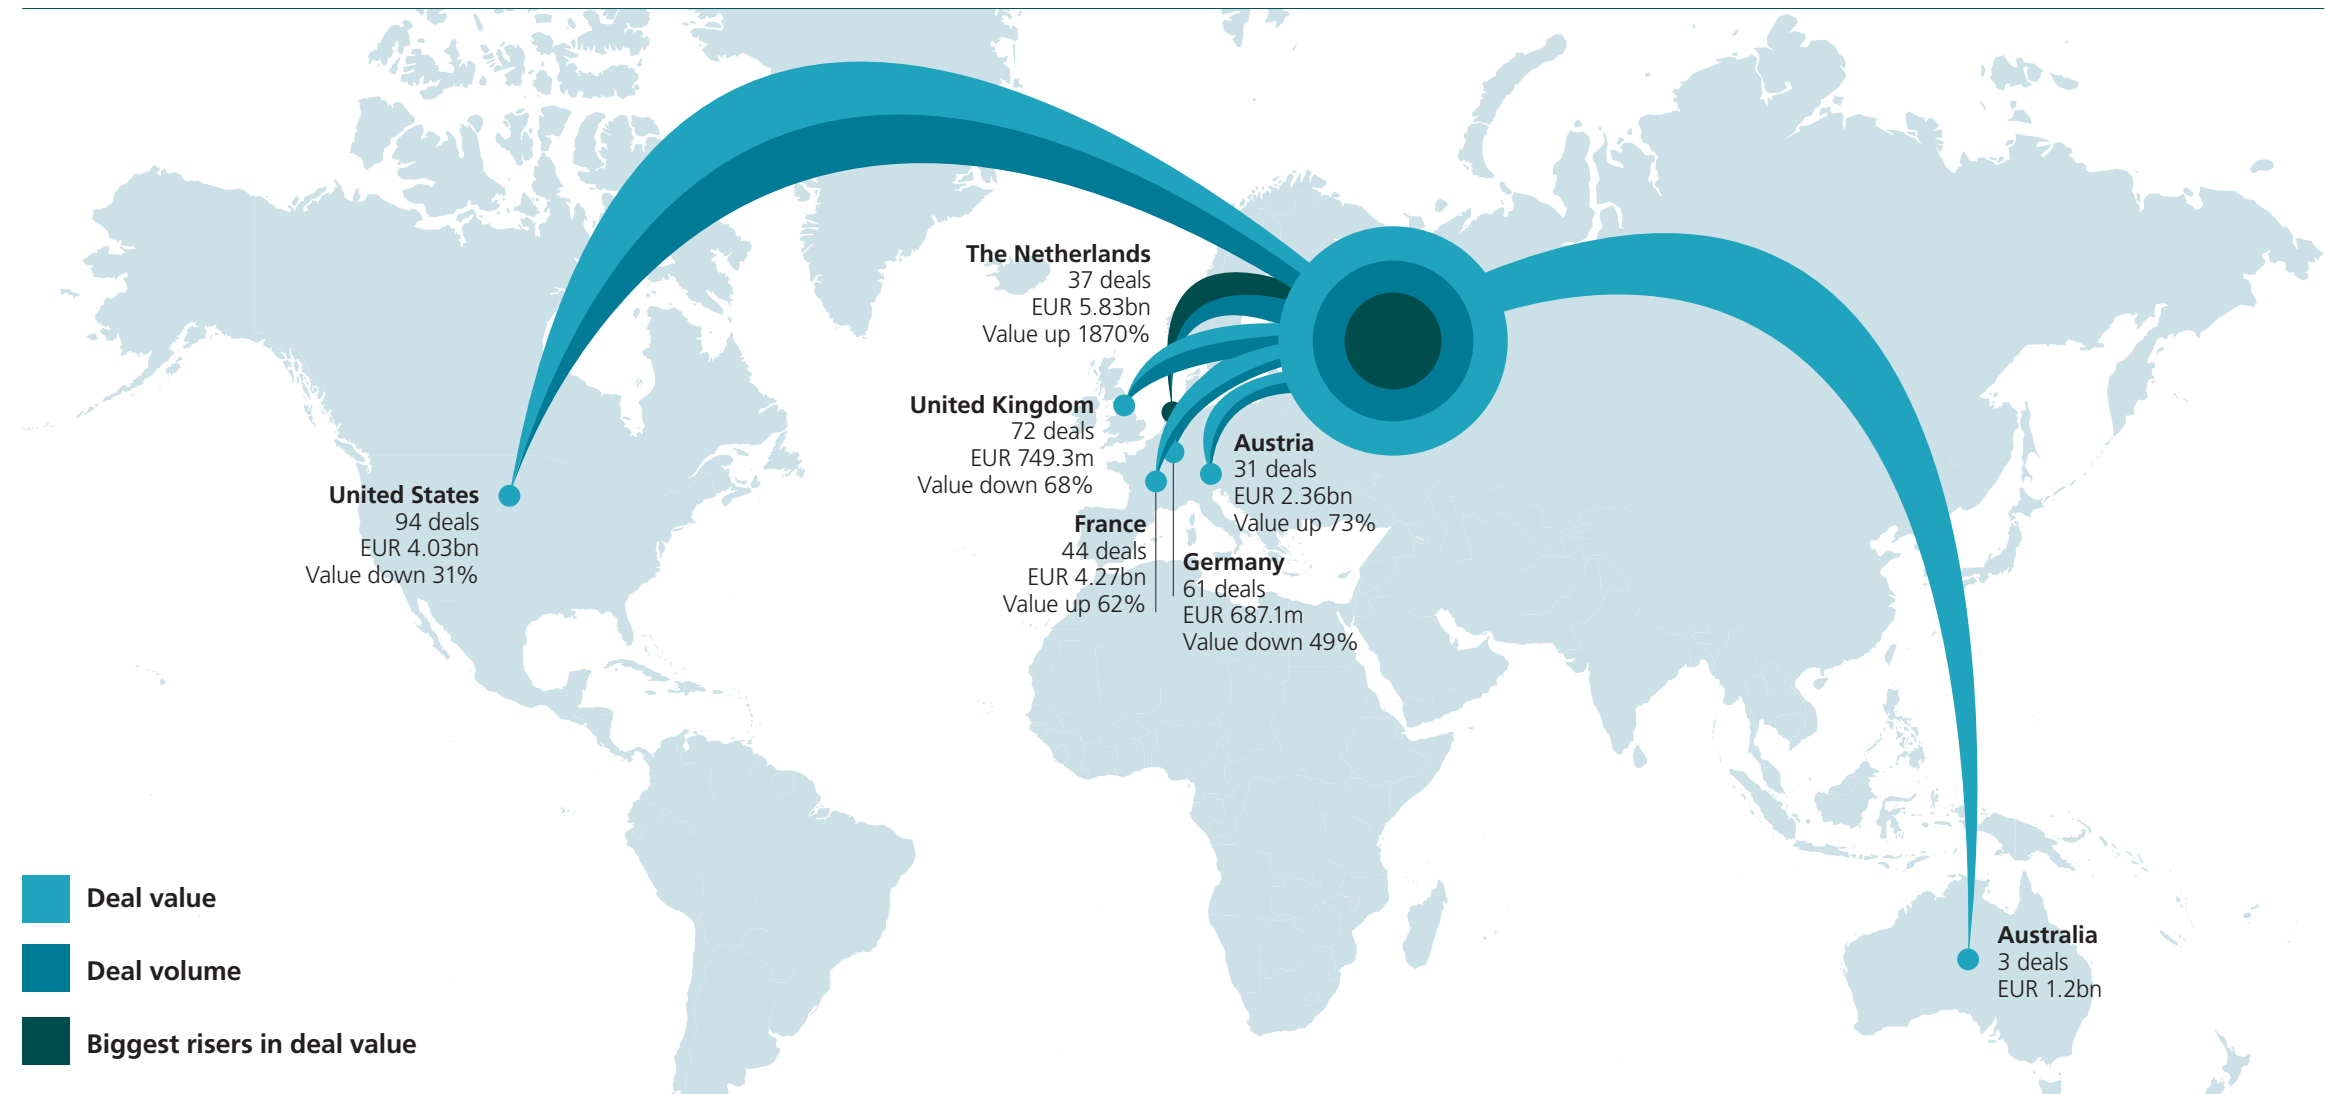 The Netherlands
37 deals
EUR 5.83bn
Value up 1870%
United Kingdom
72 deals
EUR 749.3m
Value down 68%
Austria
31 deals
EUR 2.36bn
Value up 73%
United States
94 deals
EUR 4.03bn
Value down 31%
France
44 deals
EUR 4.27bn
Value up 62%
Germany
61 deals
EUR 687.1m
Value down 49%
Deal value
Deal volume
Biggest risers in deal value
Australia
3 deals
EUR 1.2bn